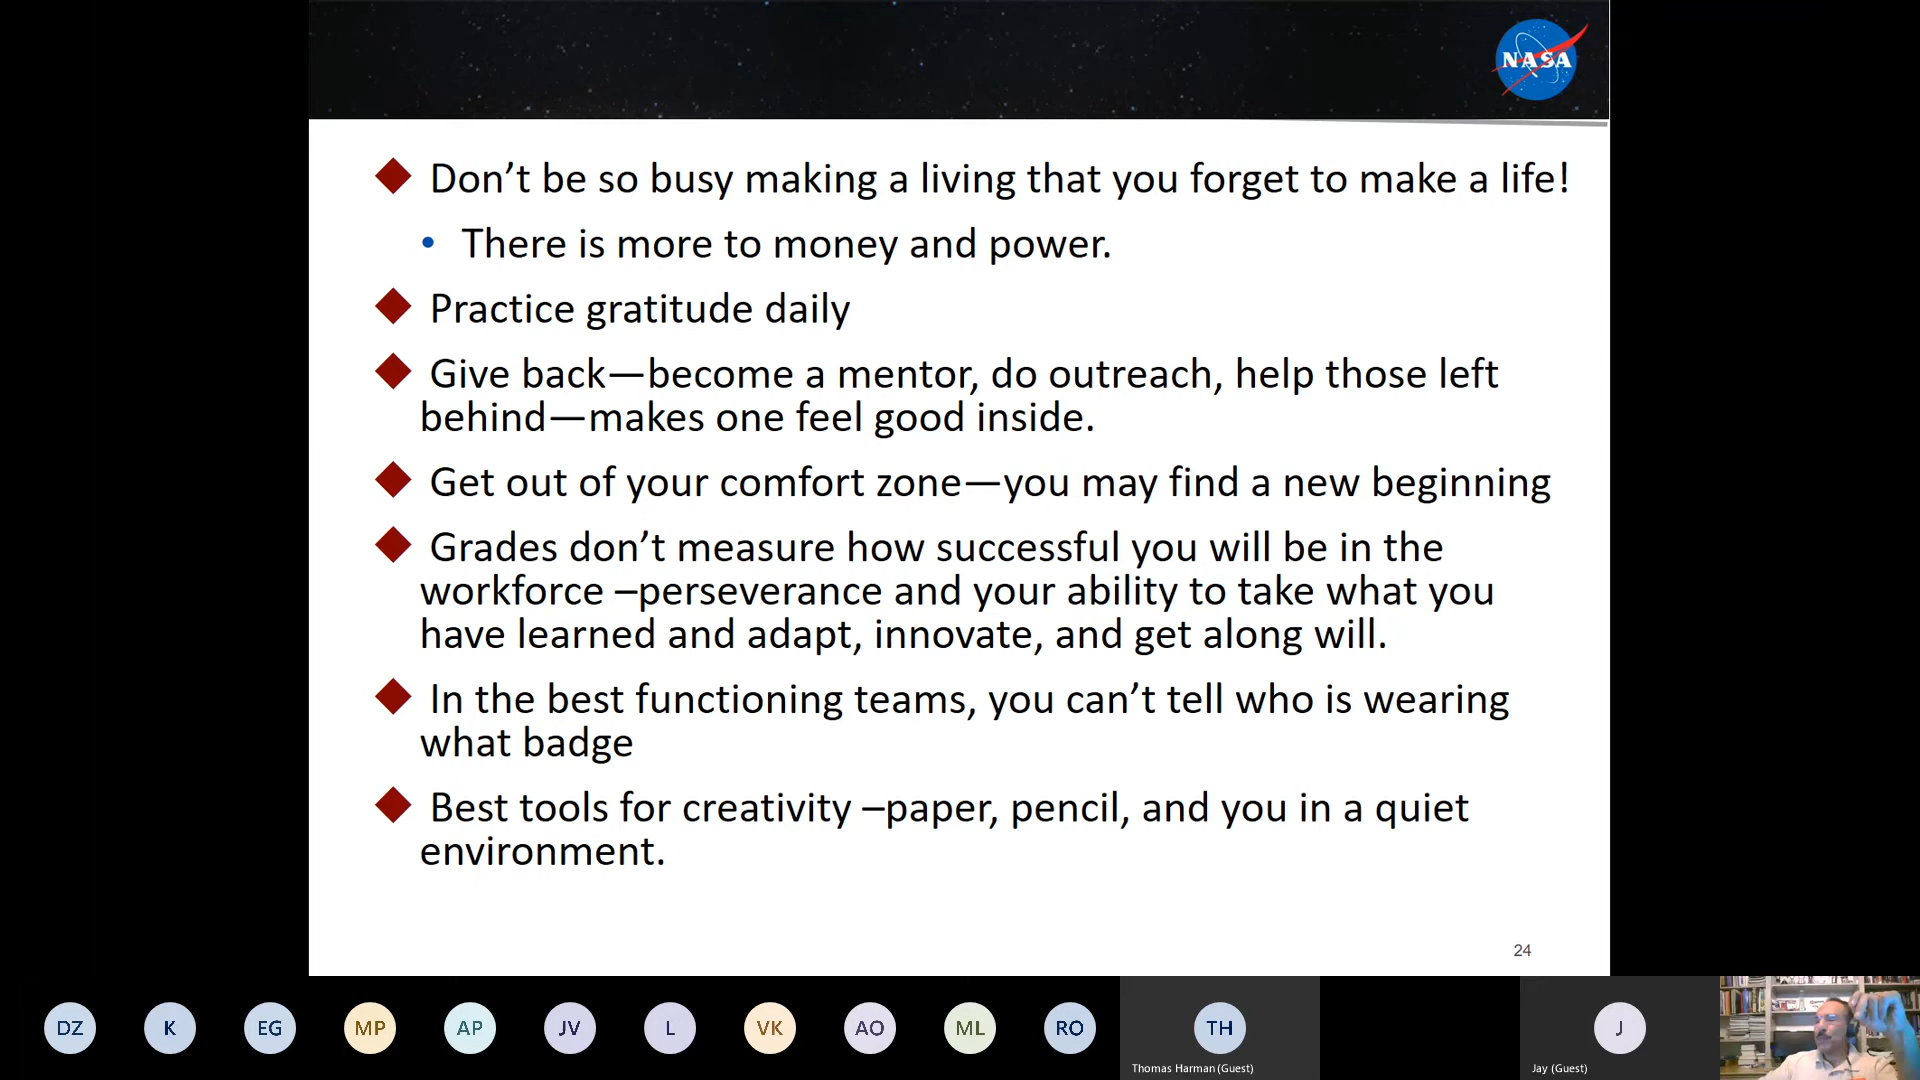 NASA
Don’t be so busy making a living that you forget to make a life!
There is more to money and power.
Practice gratitude daily
Give back—become a mentor, do outreach, help those left
behind—makes one feel good inside.
Get out of your comfort zone—you may find a new beginning
Grades don’t measure how successful you will be in the
workforce –perseverance and your ability to take what you
have learned and adapt, innovate, and get along will.
In the best functioning teams, you can’t tell who is wearing
what badge
Best tools for creativity –paper, pencil, and you in a quiet
environment.
24
DZ K EG MP AP JV L VK AO ML RO TH J
Thomas Harman (Guest) Jay (Guest)